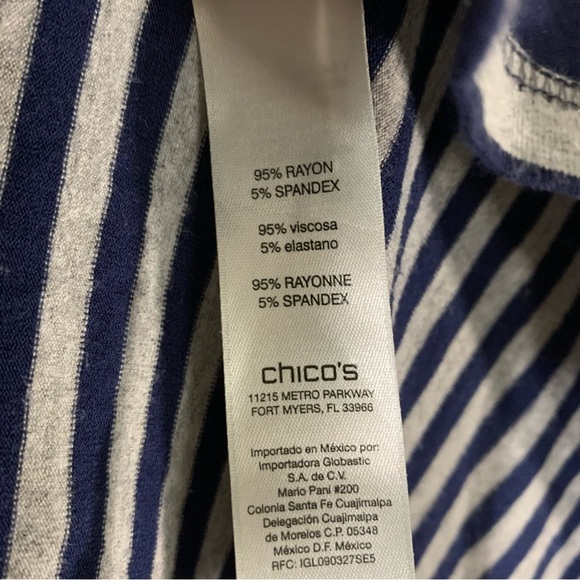 95% RAYON
5% SPANDEX
95% viscosa
5% elastano
95% RAYONNE
5% SPANDEX
chico's
11215 METRO PARKWAY
FORT MYERS, FL 33966
Importado en México por:
Importadora Globastic
S.A. de C.V.
Mario Pani #200
Colonia Santa Fe Cuajimalpa
Delegación Cuajimalpa
de Morelos C.P. 05348
México D.F. México
RFC: IGL090327SE5